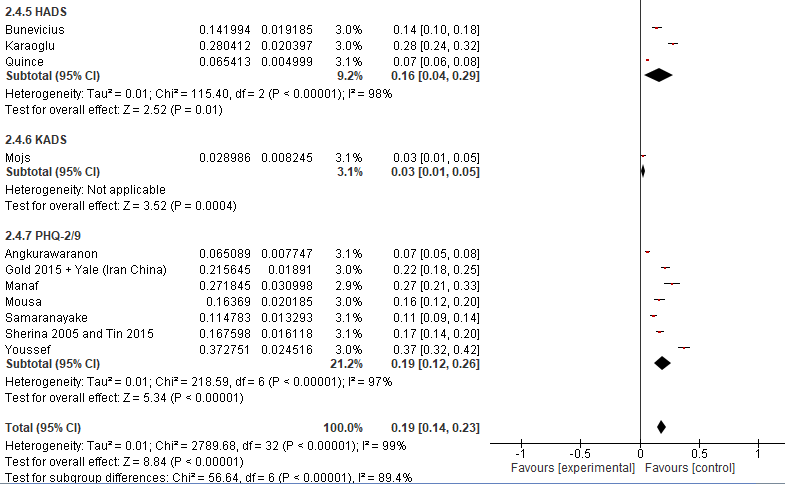 2.4.5 HADS
Bunevicius 0.141994 0.019185 3.0% 0.14 [0.10, 0.18]
Karaoglu 0.280412 0.020397 3.0% 0.28 [0.24, 0.32]
Quince 0.065413 0.004999 3.1% 0.07 [0.06, 0.08]
Subtotal (95% CI) 9.2% 0.16 [0.04, 0.29]
Heterogeneity: Tau² = 0.01; Chi² = 115.40, df = 2 (P < 0.00001); I² = 98%
Test for overall effect: Z = 2.52 (P = 0.01)
2.4.6 KADS
Mojs 0.028986 0.008245 3.1% 0.03 [0.01, 0.05]
Subtotal (95% CI) 3.1% 0.03 [0.01, 0.05]
Heterogeneity: Not applicable
Test for overall effect: Z = 3.52 (P = 0.0004)
2.4.7 PHQ-2/9
Angkurawaranon 0.065089 0.007747 3.1% 0.07 [0.05, 0.08]
Gold 2015 + Yale (Iran China) 0.215645 0.01891 3.0% 0.22 [0.18, 0.25]
Manaf 0.271845 0.030998 2.9% 0.27 [0.21, 0.33]
Mousa 0.16369 0.020185 3.0% 0.16 [0.12, 0.20]
Samaranayake 0.114783 0.013293 3.1% 0.11 [0.09, 0.14]
Sherina 2005 and Tin 2015 0.167598 0.016118 3.1% 0.17 [0.14, 0.20]
Youssef 0.372751 0.024516 3.0% 0.37 [0.32, 0.42]
Subtotal (95% CI) 21.2% 0.19 [0.12, 0.26]
Heterogeneity: Tau² = 0.01; Chi² = 218.59, df = 6 (P < 0.00001); I² = 97%
Test for overall effect: Z = 5.34 (P < 0.00001)
Total (95% CI) 100.0% 0.19 [0.14, 0.23]
Heterogeneity: Tau² = 0.01; Chi² = 2789.68, df = 32 (P < 0.00001); I² = 99%
Test for overall effect: Z = 8.84 (P < 0.00001)
Test for subgroup differences: Chi² = 56.64, df = 6 (P < 0.00001), I² = 89.4%
-1 -0.5 0 0.5 1
Favours [experimental] Favours [control]